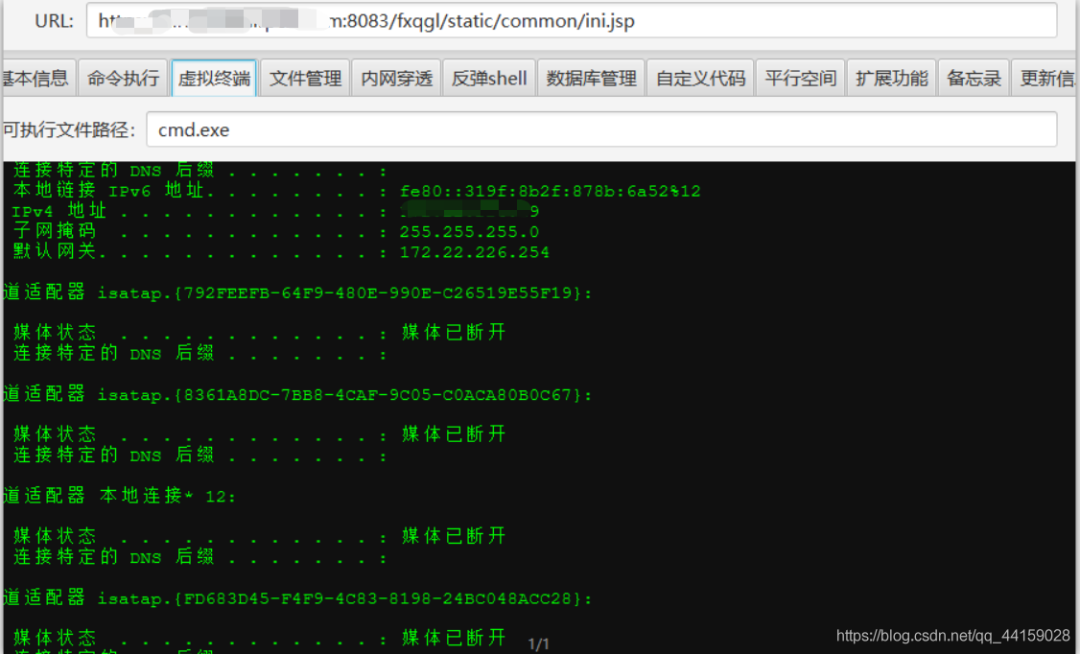 URL: m:8083/fxqgl/static/common/ini.jsp
基本信息 命令执行 虚拟终端 文件管理 内网穿透 反弹shell 数据库管理 自定义代码 平行空间 扩展功能 备忘录 更新信
可执行文件路径: cmd.exe
连接特定的 DNS 后缀 . . . . . . . :
本地链接 IPv6 地址. . . . . . . . : fe80::319f:8b2f:878b:6a52%12
IPv4 地址 . . . . . . . . . . . . : 9
子网掩码 . . . . . . . . . . . . : 255.255.255.0
默认网关. . . . . . . . . . . . . : 172.22.226.254
道适配器 isatap.{792FEEFB-64F9-480E-990E-C26519E55F19}:
媒体状态 . . . . . . . . . . . . : 媒体已断开
连接特定的 DNS 后缀 . . . . . . . :
道适配器 isatap.{8361A8DC-7BB8-4CAF-9C05-C0ACA80B0C67}:
媒体状态 . . . . . . . . . . . . : 媒体已断开
连接特定的 DNS 后缀 . . . . . . . :
道适配器 本地连接* 12:
媒体状态 . . . . . . . . . . . . : 媒体已断开
连接特定的 DNS 后缀 . . . . . . . :
道适配器 isatap.{FD683D45-F4F9-4C83-8198-24BC048ACC28}:
媒体状态 . . . . . . . . . . . . : 媒体已断开
1/1
https://blog.csdn.net/qq_44159028